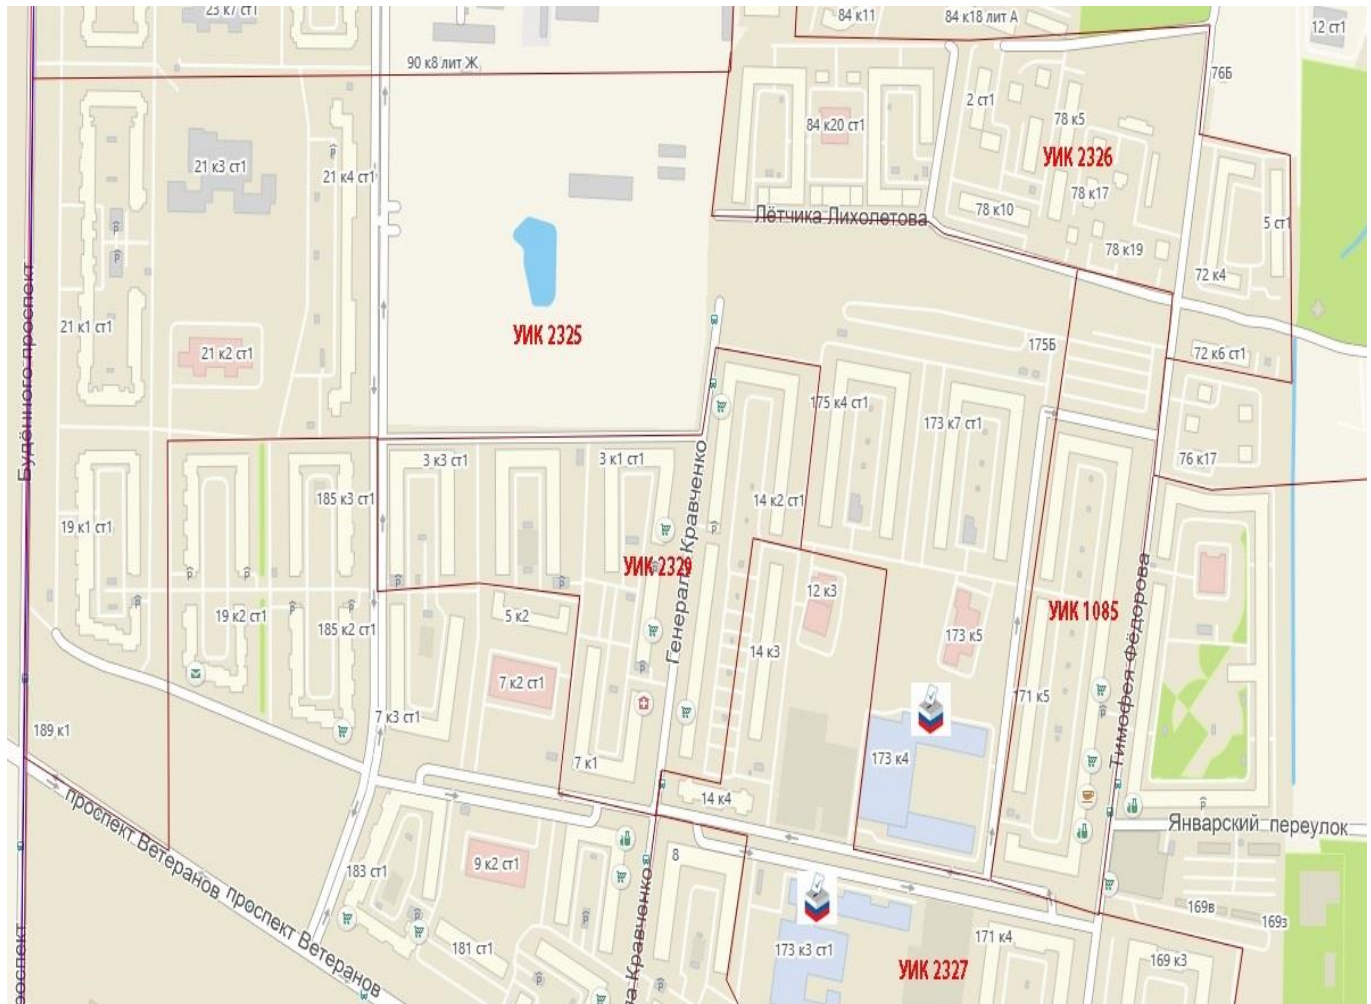 23 к7 ст1
84 к11
84 к18 лит А
12 ст1
90 к8 лит Ж
76Б
2 ст1
84 к20 ст1
78 к5
УИК 2326
21 к3 ст1
21 к4 ст1
78 к17
78 к10
Лётчика Лихолетова
5 ст1
78 к19
72 к4
Будённого проспект
21 к1 ст1
УИК 2325
21 к2 ст1
175Б
72 к6 ст1
175 к4 ст1
173 к7 ст1
3 к3 ст1
3 к1 ст1
76 к17
185 к3 ст1
14 к2 ст1
19 к1 ст1
Генерала Кравченко
УИК 2329
12 к3
УИК 1085
Тимофея Фёдорова
19 к2 ст1
185 к2 ст1
5 к2
14 к3
173 к5
7 к2 ст1
171 к5
7 к3 ст1
189 к1
7 к1
173 к4
14 к4
проспект Ветеранов проспект Ветеранов
Январский переулок
8
183 ст1
9 к2 ст1
169в
169з
181 ст1
ла Кравченко
173 к3 ст1
171 к4
169 к3
УИК 2327
роспект